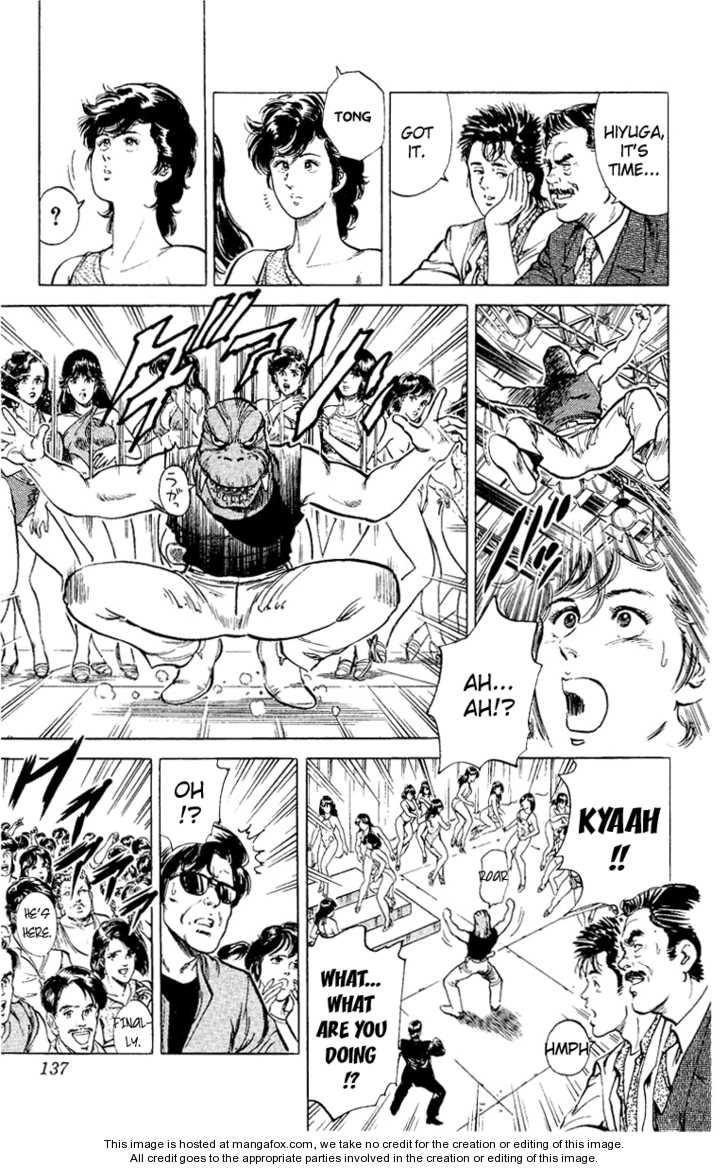 HIYUGA,
IT'S
TIME...
GOT
IT.
TONG
?
AH...
AH!?
うが〜
KYAAH
!!
ROAR
WHAT...
WHAT
ARE YOU
DOING
!?
HMPH
OH
!?
HE'S
HERE.
FINAL-
LY.
137
This image is hosted at mangafox.com, we take no credit for the creation or editing of this image.
All credit goes to the appropriate parties involved in the creation or editing of this image.